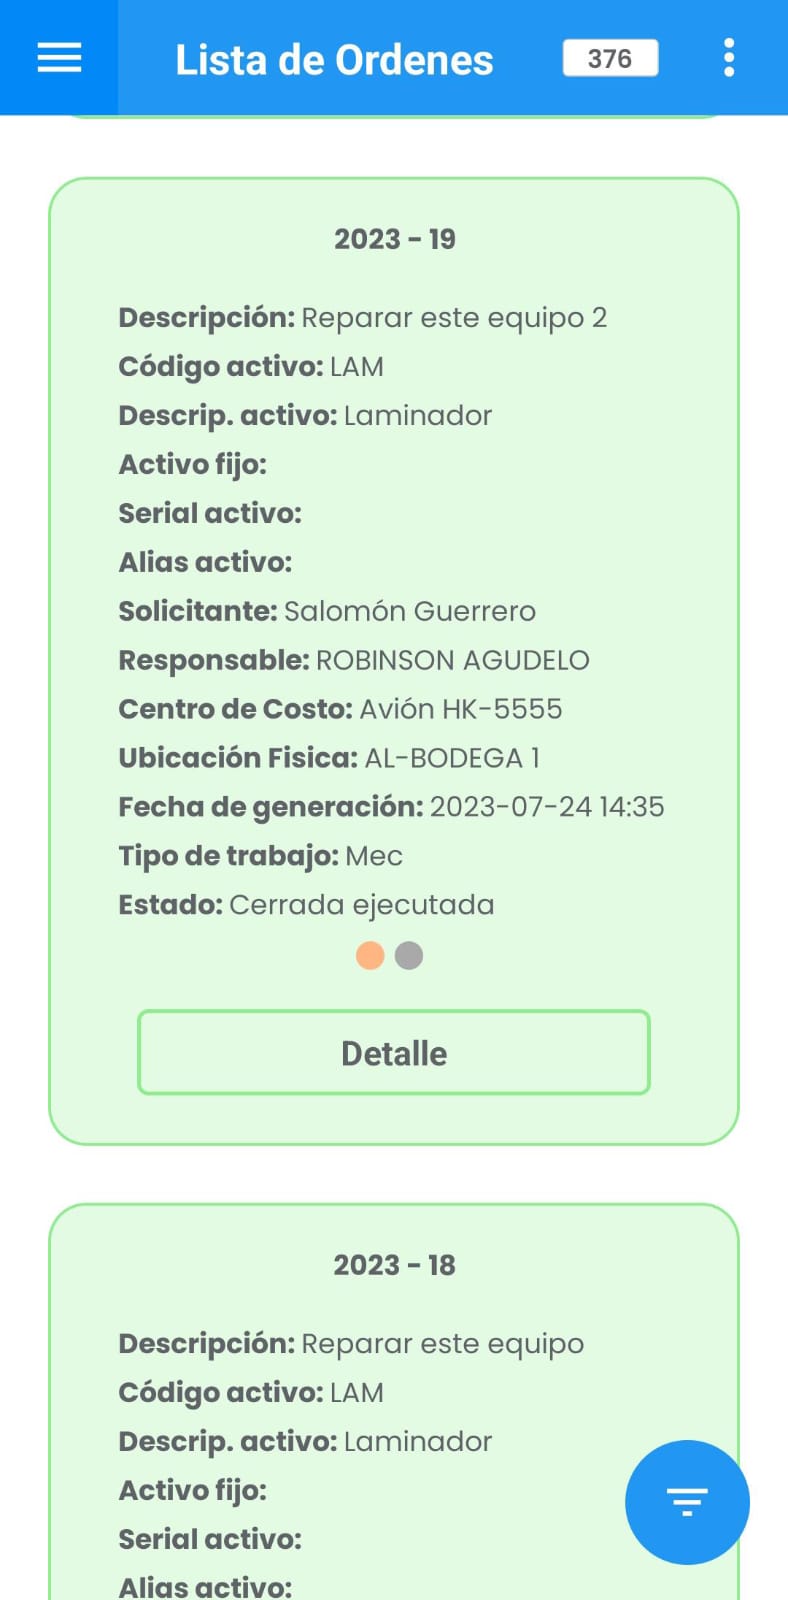 Lista de Ordenes
376
2023 - 19
Descripción: Reparar este equipo 2
Código activo: LAM
Descrip. activo: Laminador
Activo fijo:
Serial activo:
Alias activo:
Solicitante: Salomón Guerrero
Responsable: ROBINSON AGUDELO
Centro de Costo: Avión HK-5555
Ubicación Fisica: AL-BODEGA 1
Fecha de generación: 2023-07-24 14:35
Tipo de trabajo: Mec
Estado: Cerrada ejecutada
Detalle
2023 - 18
Descripción: Reparar este equipo
Código activo: LAM
Descrip. activo: Laminador
Activo fijo:
Serial activo:
Alias activo: